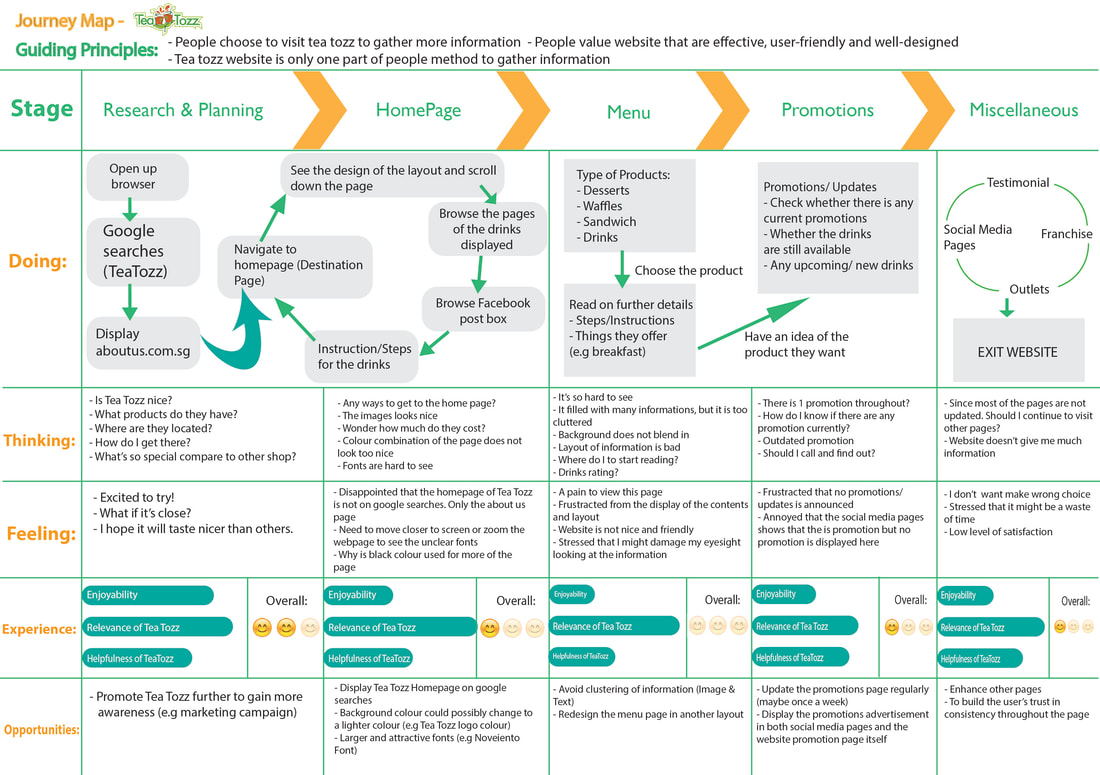 Journey Map -
Tea Tozz
Guiding Principles:
- People choose to visit tea tozz to gather more information - People value website that are effective, user-friendly and well-designed
- Tea tozz website is only one part of people method to gather information
Stage
Research & Planning
HomePage
Menu
Promotions
Miscellaneous
Doing:
Open up
browser
Google
searches
(TeaTozz)
Display
aboutus.com.sg
Navigate to
homepage (Destination
Page)
See the design of the layout and scroll
down the page
Browse the pages
of the drinks
displayed
Browse Facebook
post box
Instruction/Steps
for the drinks
Type of Products:
- Desserts
- Waffles
- Sandwich
- Drinks
Choose the product
Read on further details
- Steps/Instructions
- Things they offer
(e.g breakfast)
Have an idea of the
product they want
Promotions/ Updates
- Check whether there is any
current promotions
- Whether the drinks
are still available
- Any upcoming/ new drinks
Testimonial
Social Media
Pages
Franchise
Outlets
EXIT WEBSITE
Thinking:
- Is Tea Tozz nice?
- What products do they have?
- Where are they located?
- How do I get there?
- What's so special compare to other shop?
- Any ways to get to the home page?
- The images looks nice
- Wonder how much do they cost?
- Colour combination of the page does not
look too nice
- Fonts are hard to see
- It's so hard to see
- It filled with many informations, but it is too
cluttered
- Background does not blend in
- Layout of information is bad
- Where do I to start reading?
- Drinks rating?
- There is 1 promotion throughout?
- How do I know if there are any
promotion currently?
- Outdated promotion
- Should I call and find out?
- Since most of the pages are not
updated. Should I continue to visit
other pages?
- Website doesn't give me much
information
Feeling:
- Excited to try!
- What if it's close?
- I hope it will taste nicer than others.
- Disappointed that the homepage of Tea Tozz
is not on google searches. Only the about us
page
- Need to move closer to screen or zoom the
webpage to see the unclear fonts
- Why is black colour used for more of the
page
- A pain to view this page
- Frustracted from the display of the contents
and layout
- Website is not nice and friendly
- Stressed that I might damage my eyesight
looking at the information
- Frustracted that no promotions/
updates is announced
- Annoyed that the social media pages
shows that the is promotion but no
promotion is displayed here
- I don't want make wrong choice
- Stressed that it might be a waste
of time
- Low level of satisfaction
Experience:
Enjoyability
Relevance of Tea Tozz
Helpfulness of TeaTozz
Overall:
Enjoyability
Relevance of Tea Tozz
Helpfulness of TeaTozz
Overall:
Enjoyability
Relevance of Tea Tozz
Helpfulness of TeaTozz
Overall:
Enjoyability
Relevance of Tea Tozz
Helpfulness of TeaTozz
Overall:
Enjoyability
Relevance of Tea Tozz
Helpfulness of TeaTozz
Overall:
Opportunities:
- Promote Tea Tozz further to gain more
awareness (e.g marketing campaign)
- Display Tea Tozz Homepage on google
searches
- Background colour could possibly change to
a lighter colour (e.g Tea Tozz logo colour)
- Larger and attractive fonts (e.g Noveiento
Font)
- Avoid clustering of information (Image &
Text)
- Redesign the menu page in another layout
- Update the promotions page regularly
(maybe once a week)
- Display the promotions advertisement
in both social media pages and the
website promotion page itself
- Enhance other pages
- To build the user's trust in
consistency throughout the page